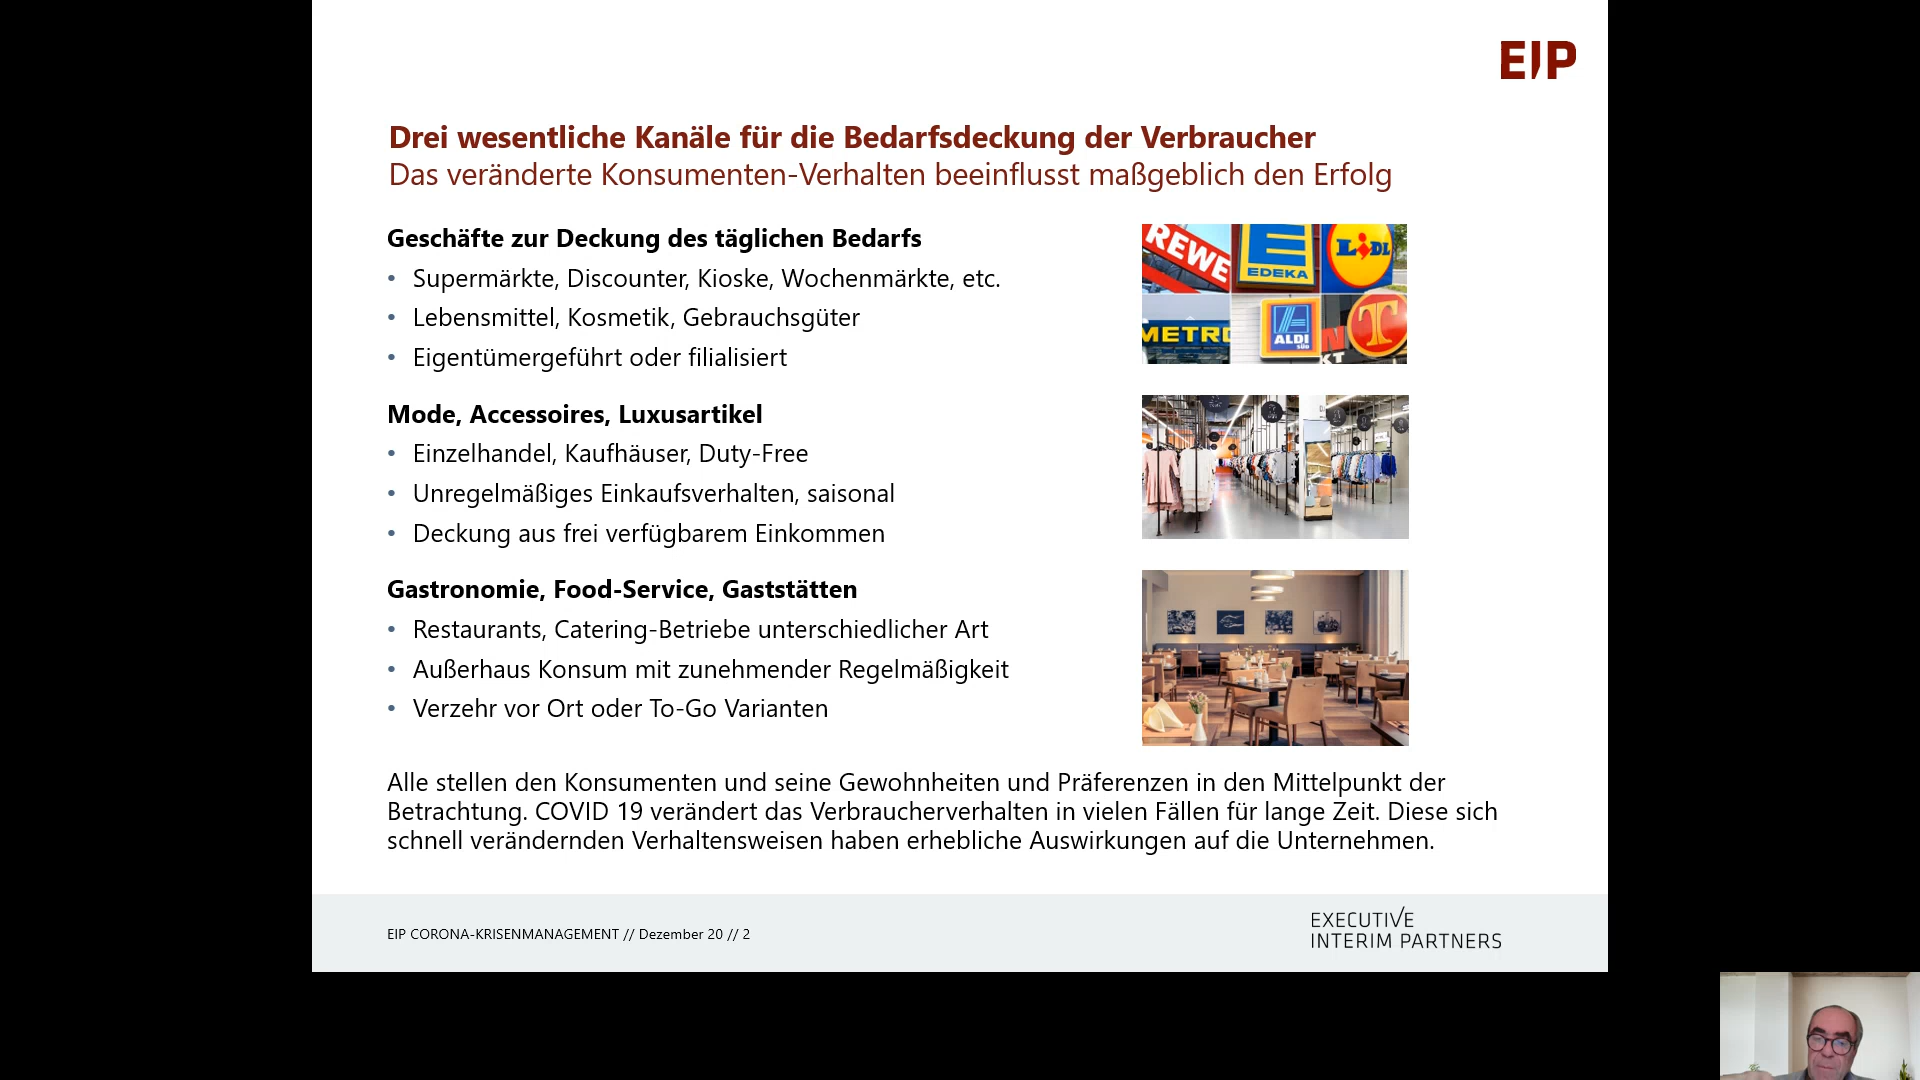 EIP
Drei wesentliche Kanäle für die Bedarfsdeckung der Verbraucher
Das veränderte Konsumenten-Verhalten beeinflusst maßgeblich den Erfolg
Geschäfte zur Deckung des täglichen Bedarfs
• Supermärkte, Discounter, Kioske, Wochenmärkte, etc.
• Lebensmittel, Kosmetik, Gebrauchsgüter
• Eigentümergeführt oder filialisiert
REWE
E
EDEKA
LIDL
METRO
ALDI
SÜD
N
KT
T
Mode, Accessoires, Luxusartikel
• Einzelhandel, Kaufhäuser, Duty-Free
• Unregelmäßiges Einkaufsverhalten, saisonal
• Deckung aus frei verfügbarem Einkommen
Gastronomie, Food-Service, Gaststätten
• Restaurants, Catering-Betriebe unterschiedlicher Art
• Außerhaus Konsum mit zunehmender Regelmäßigkeit
• Verzehr vor Ort oder To-Go Varianten
Alle stellen den Konsumenten und seine Gewohnheiten und Präferenzen in den Mittelpunkt der
Betrachtung. COVID 19 verändert das Verbraucherverhalten in vielen Fällen für lange Zeit. Diese sich
schnell verändernden Verhaltensweisen haben erhebliche Auswirkungen auf die Unternehmen.
EIP CORONA-KRISENMANAGEMENT // Dezember 20 // 2
EXECUTIVE
INTERIM PARTNERS